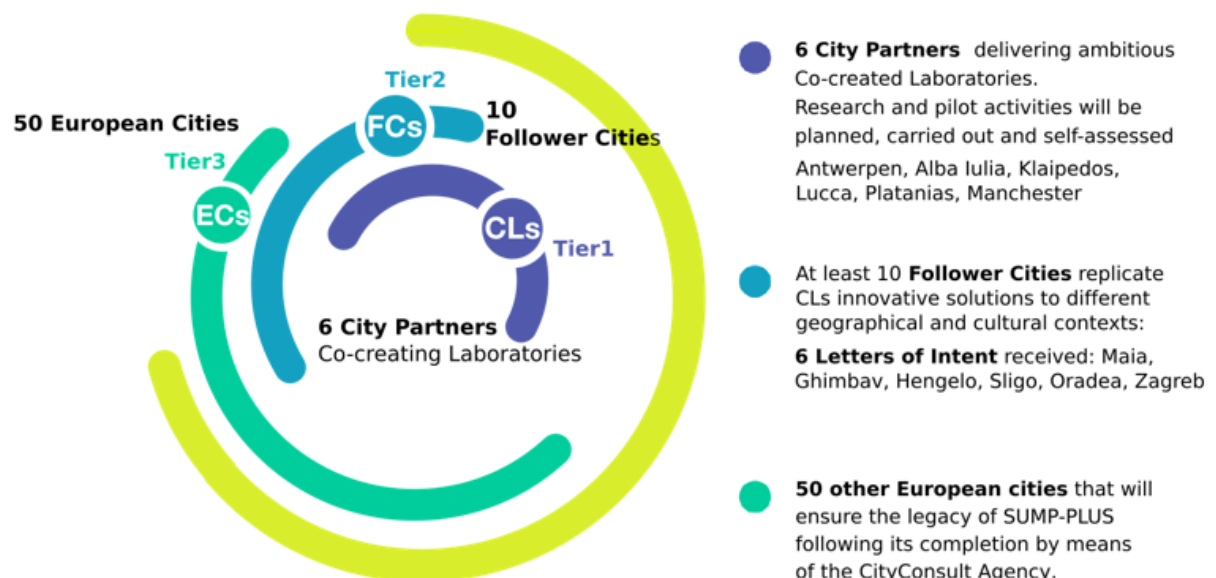 Tier2
10
Follower Cities
FCs
50 European Cities
Tier3
ECs
CLs
Tier1
6 City Partners
Co-creating Laboratories
6 City Partners delivering ambitious
Co-created Laboratories.
Research and pilot activities will be
planned, carried out and self-assessed
Antwerpen, Alba Iulia, Klaipedos,
Lucca, Platanias, Manchester
At least 10 Follower Cities replicate
CLs innovative solutions to different
geographical and cultural contexts:
6 Letters of Intent received: Maia,
Ghimbav, Hengelo, Sligo, Oradea, Zagreb
50 other European cities that will
ensure the legacy of SUMP-PLUS
following its completion by means
of the CityConsult Agency.